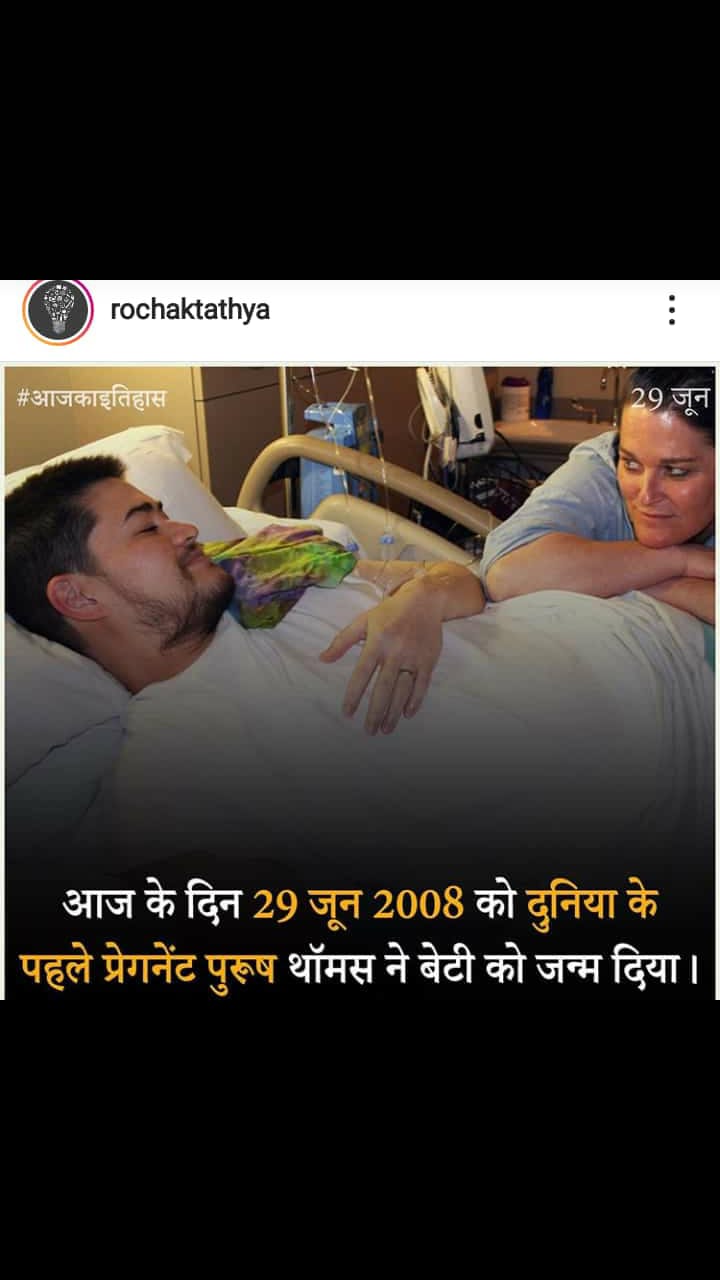 rochaktathya
#आजकाइतिहास
29 जून
आज के दिन 29 जून 2008 को दुनिया के
पहले प्रेगनेंट पुरूष थॉमस ने बेटी को जन्म दिया।